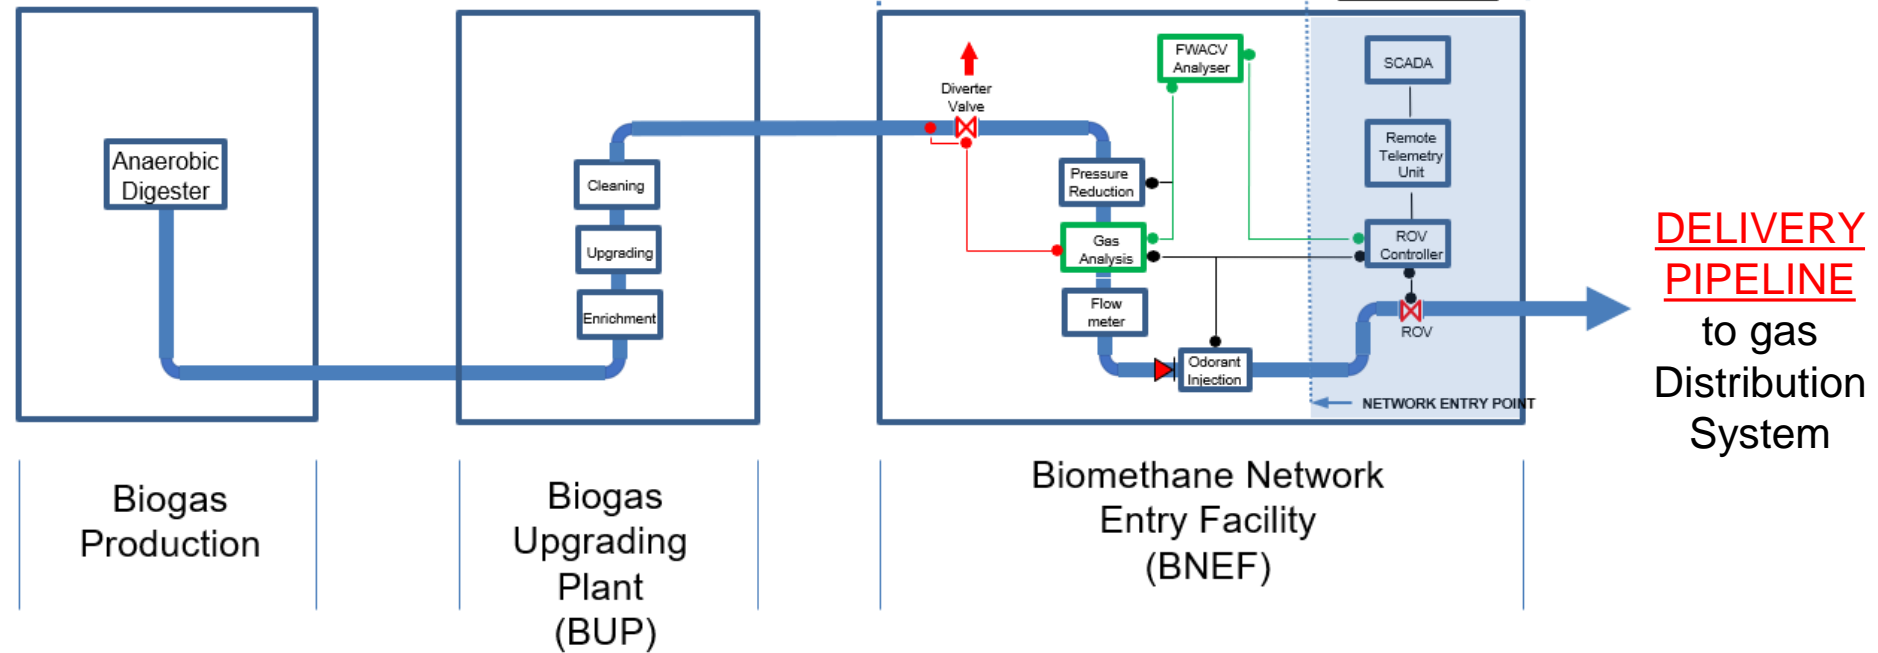 Anaerobic
Digester
Cleaning
Upgrading
Enrichment
Diverter
Valve
FWACV
Analyser
Pressure
Reduction
Gas
Analysis
Flow
meter
Odorant
Injection
SCADA
Remote
Telemetry
Unit
ROV
Controller
ROV
NETWORK ENTRY POINT
DELIVERY
PIPELINE
to gas
Distribution
System
Biogas
Production
Biogas
Upgrading
Plant
(BUP)
Biomethane Network
Entry Facility
(BNEF)